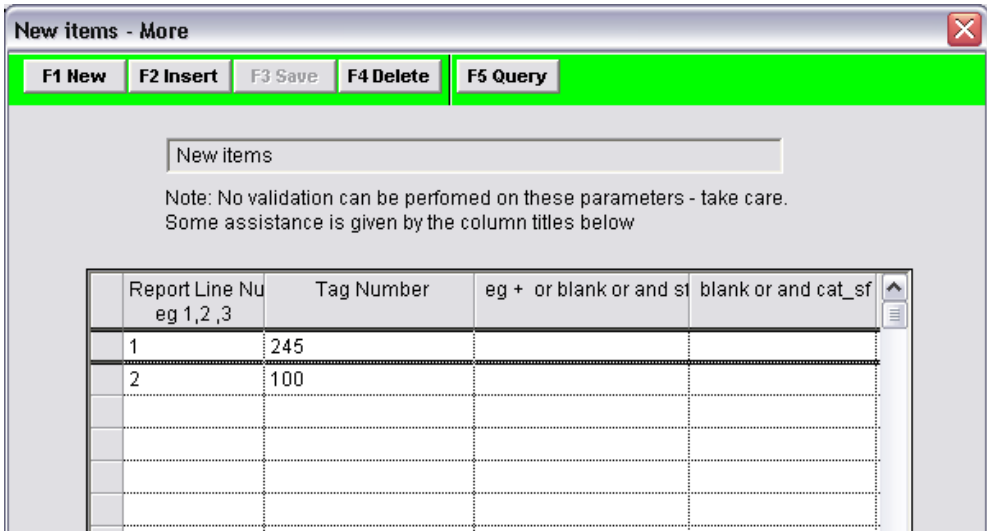 New items - More
F1 New F2 Insert F3 Save F4 Delete F5 Query
New items
Note: No validation can be perfomed on these parameters - take care.
Some assistance is given by the column titles below
Report Line Nu Tag Number eg + or blank or and sf blank or and cat_sf
eg 1,2 ,3
1 245
2 100